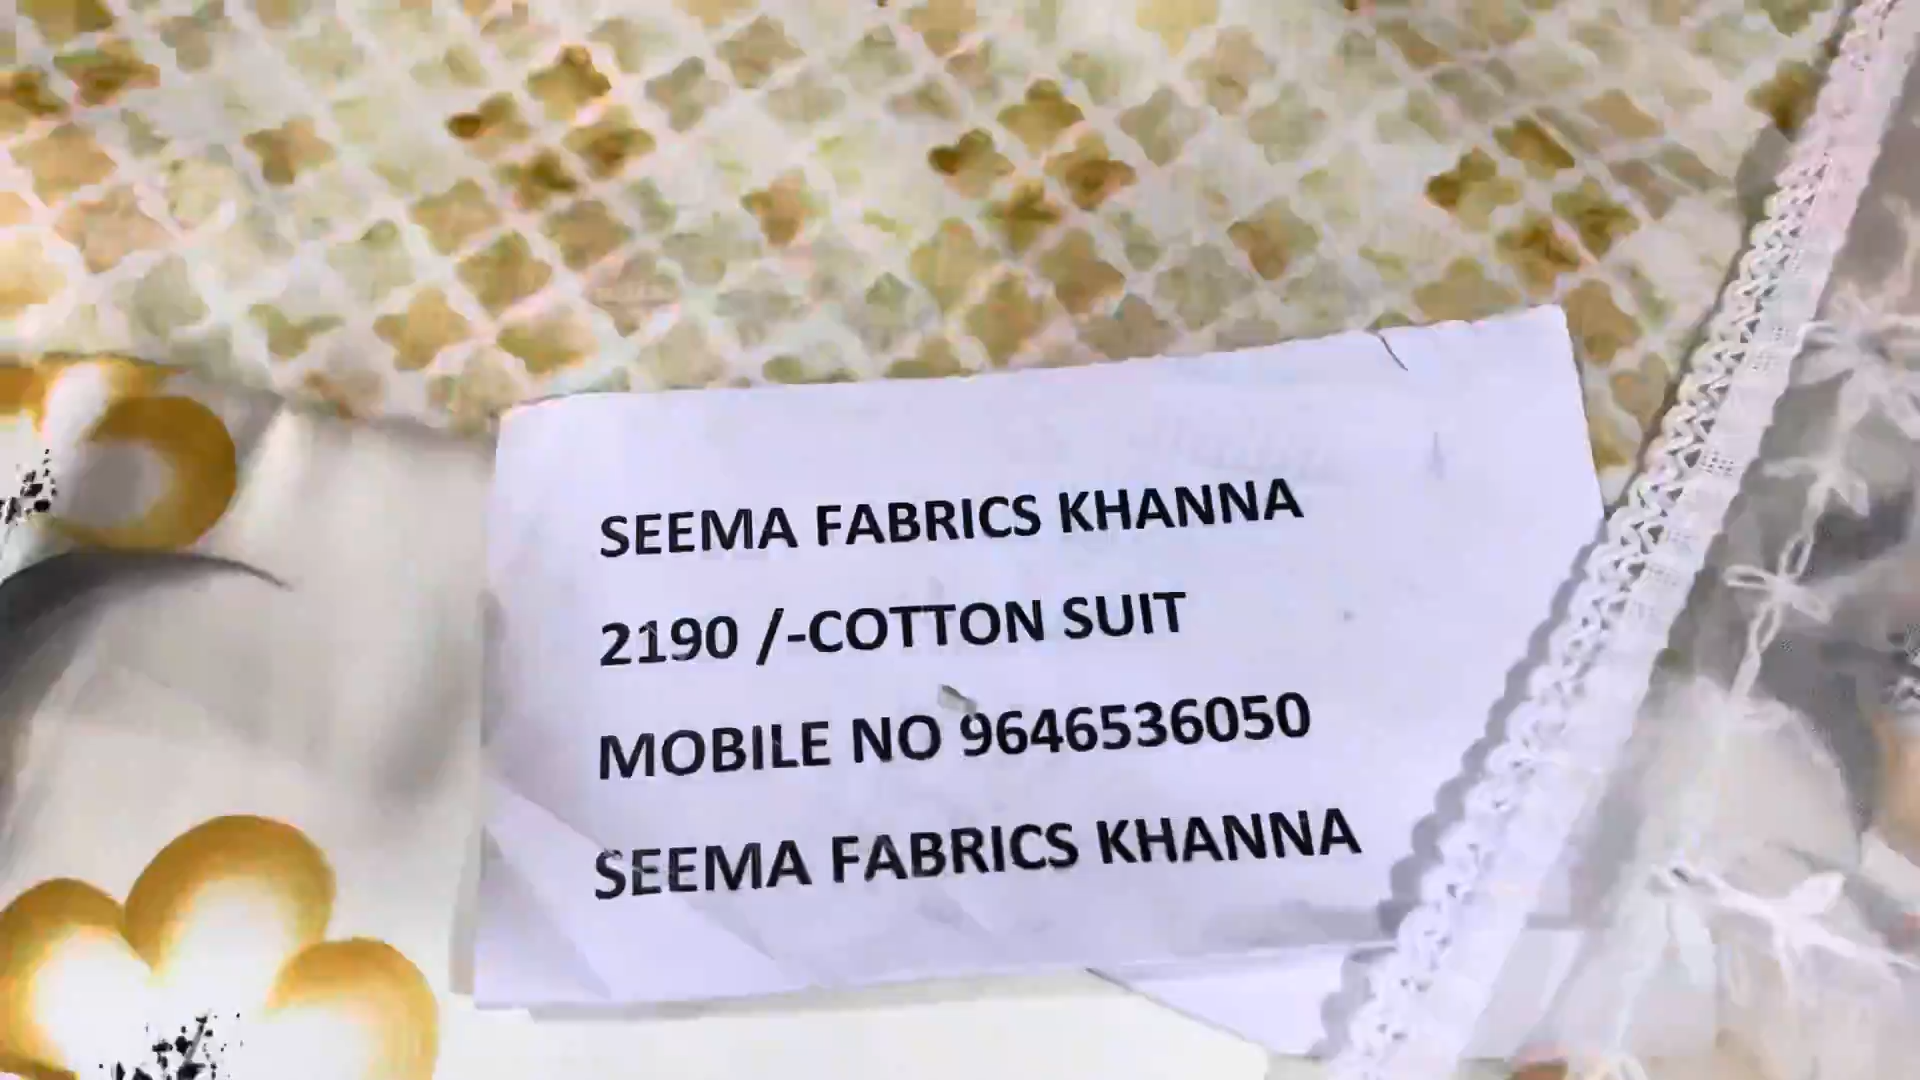 SEEMA FABRICS KHANNA
2190 /-COTTON SUIT
MOBILE NO 9646536050
SEEMA FABRICS KHANNA